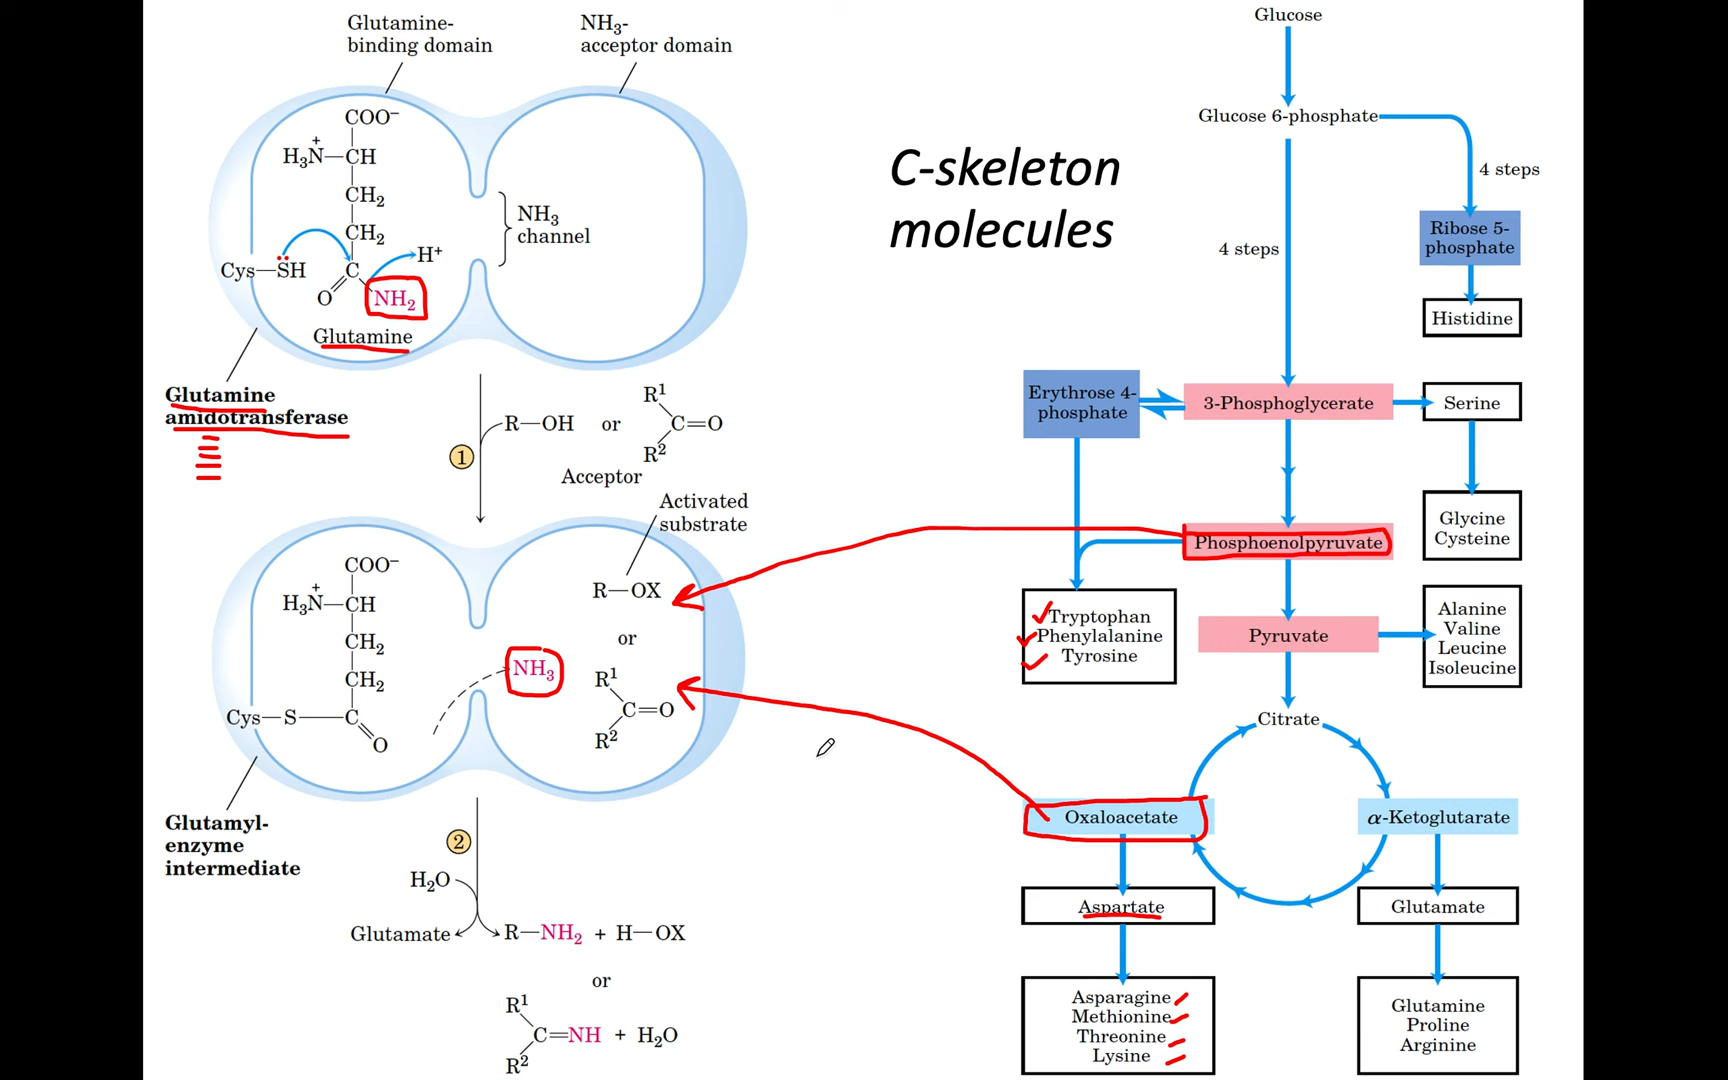 Glutamine-
binding domain
NH3-
acceptor domain
COO−
H3N+—CH
CH2
CH2
Cys—SH
C
O
NH2
H+
Glutamine
NH3
channel
Glutamine
amidotransferase
1
R—OH or
R1
C=O
R2
Acceptor
Activated
substrate
COO−
H3N+—CH
CH2
CH2
Cys—S—C
O
NH3
R—OX
or
R1
C=O
R2
Glutamyl-
enzyme
intermediate
2
H2O
Glutamate
R—NH2 + H—OX
or
R1
C=NH + H2O
R2
C-skeleton
molecules
Glucose
Glucose 6-phosphate
4 steps
4 steps
Ribose 5-
phosphate
Histidine
Erythrose 4-
phosphate
3-Phosphoglycerate
Serine
Glycine
Cysteine
Phosphoenolpyruvate
Tryptophan
Phenylalanine
Tyrosine
Pyruvate
Alanine
Valine
Leucine
Isoleucine
Citrate
Oxaloacetate
α-Ketoglutarate
Aspartate
Glutamate
Asparagine
Methionine
Threonine
Lysine
Glutamine
Proline
Arginine